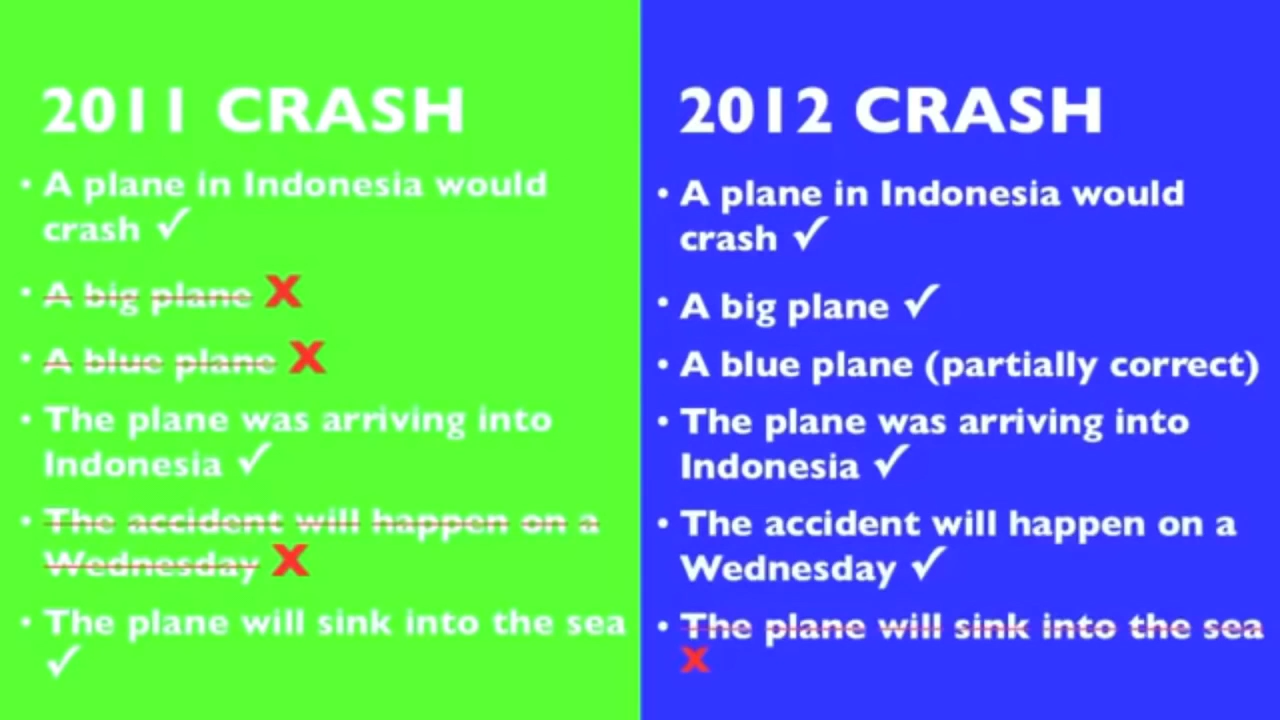 2011 CRASH
• A plane in Indonesia would
crash ✓
• A big plane X
• A blue plane X
• The plane was arriving into
Indonesia ✓
• The accident will happen on a
Wednesday X
• The plane will sink into the sea
✓
2012 CRASH
• A plane in Indonesia would
crash ✓
• A big plane ✓
• A blue plane (partially correct)
• The plane was arriving into
Indonesia ✓
• The accident will happen on a
Wednesday ✓
• The plane will sink into the sea
X